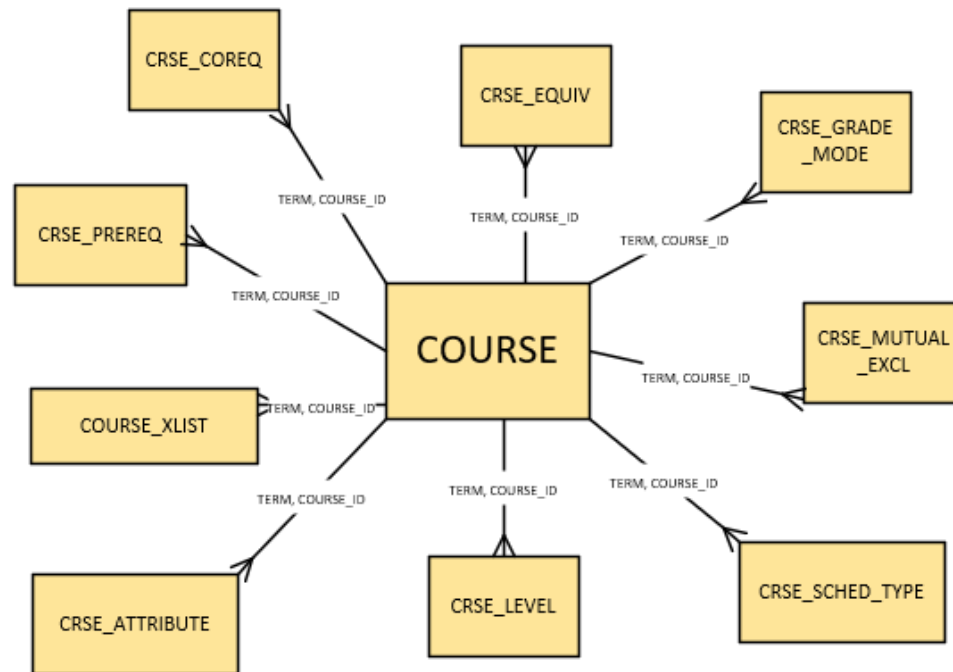 CRSE_COREQ
CRSE_EQUIV
CRSE_GRADE
_MODE
TERM, COURSE_ID
TERM, COURSE_ID
CRSE_PREREQ
TERM, COURSE_ID
TERM, COURSE_ID
COURSE
CRSE_MUTUAL
_EXCL
TERM, COURSE_ID
COURSE_XLIST
TERM, COURSE_ID
TERM, COURSE_ID
TERM, COURSE_ID
TERM, COURSE_ID
CRSE_ATTRIBUTE
CRSE_LEVEL
CRSE_SCHED_TYPE